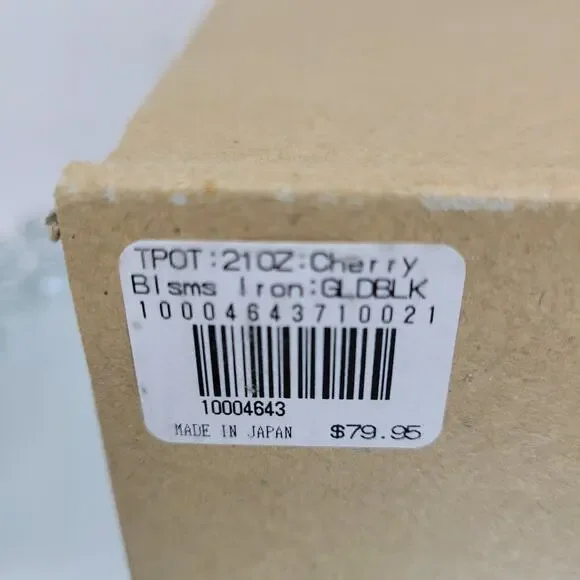 TPOT:21OZ:Cherry
Blsms Iron:GLDBLK
10004643710021
10004643
MADE IN JAPAN $79.95